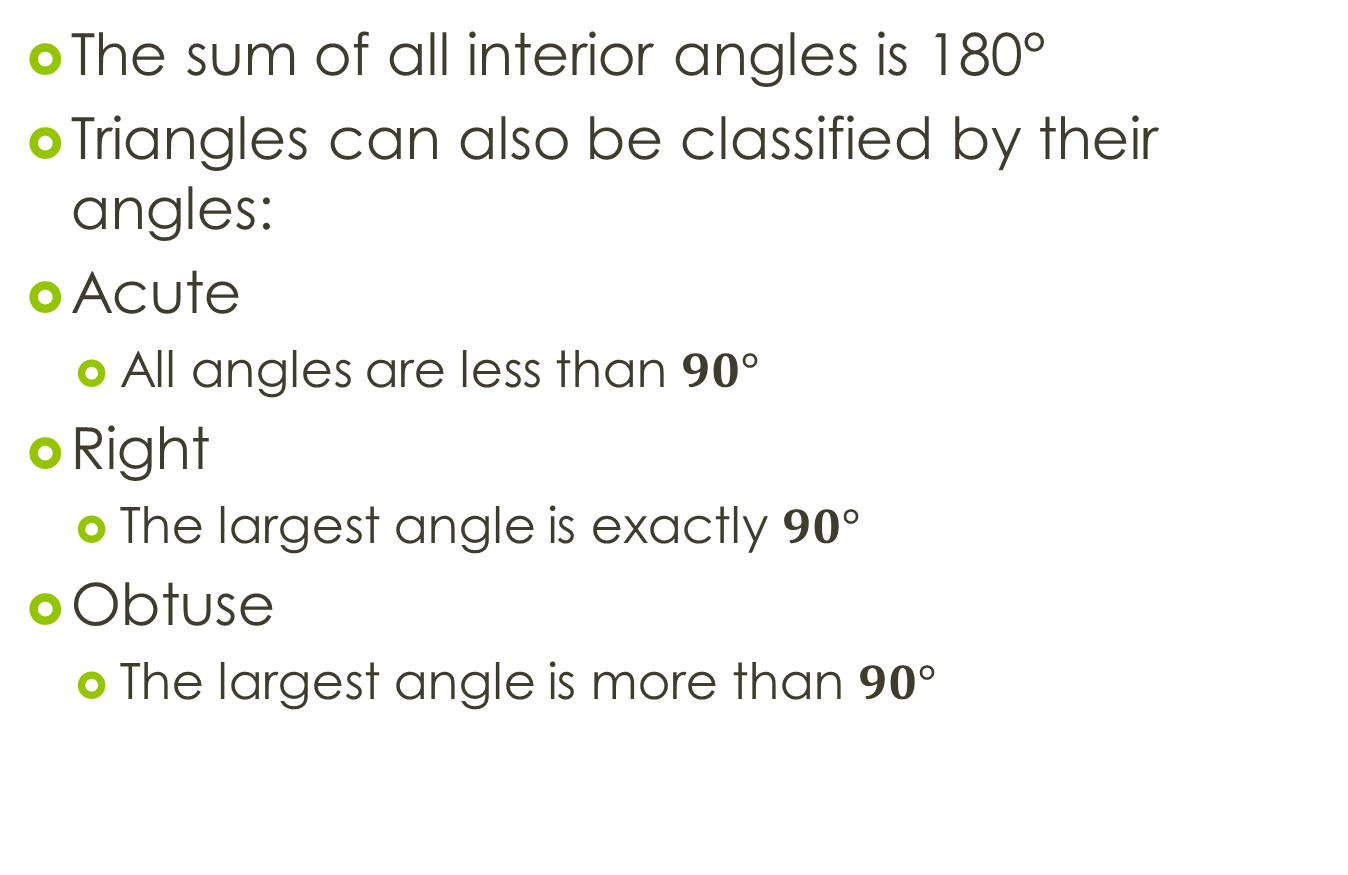 The sum of all interior angles is 180°
Triangles can also be classified by their
angles:
Acute
All angles are less than 90°
Right
The largest angle is exactly 90°
Obtuse
The largest angle is more than 90°